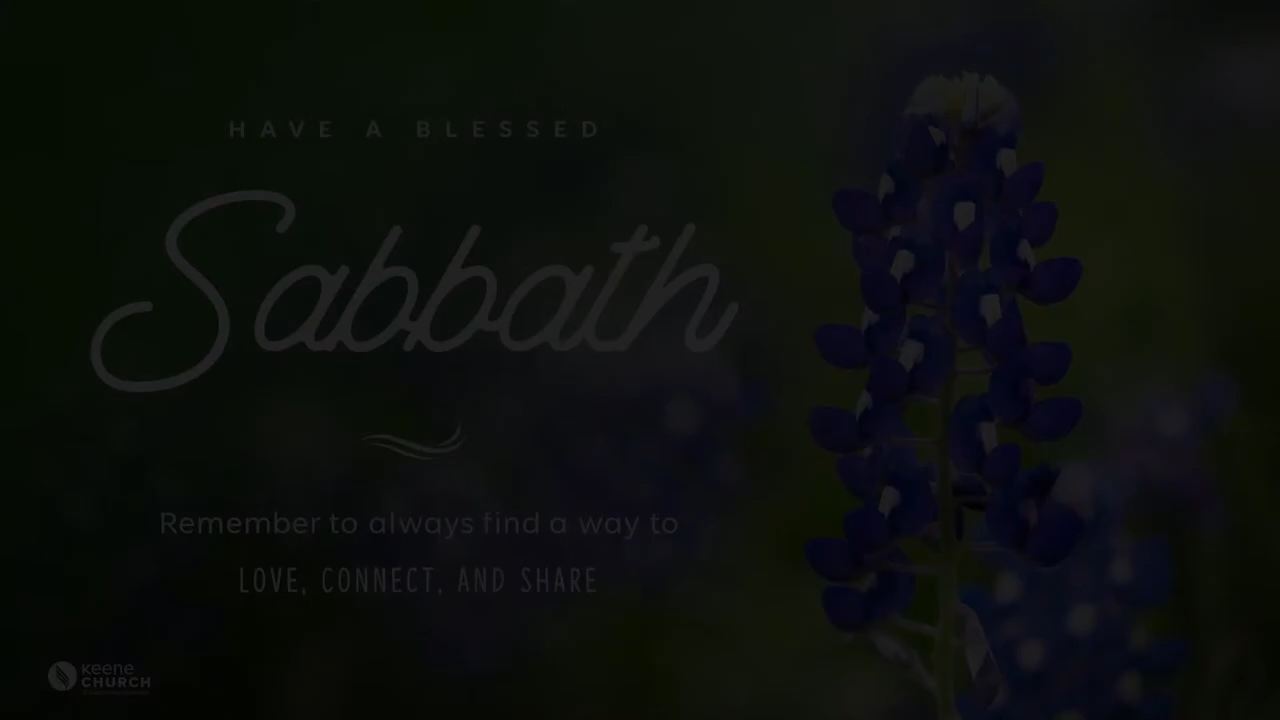 HAVE A BLESSED
Sabbath
Remember to always find a way to
LOVE, CONNECT, AND SHARE
keene
CHURCH